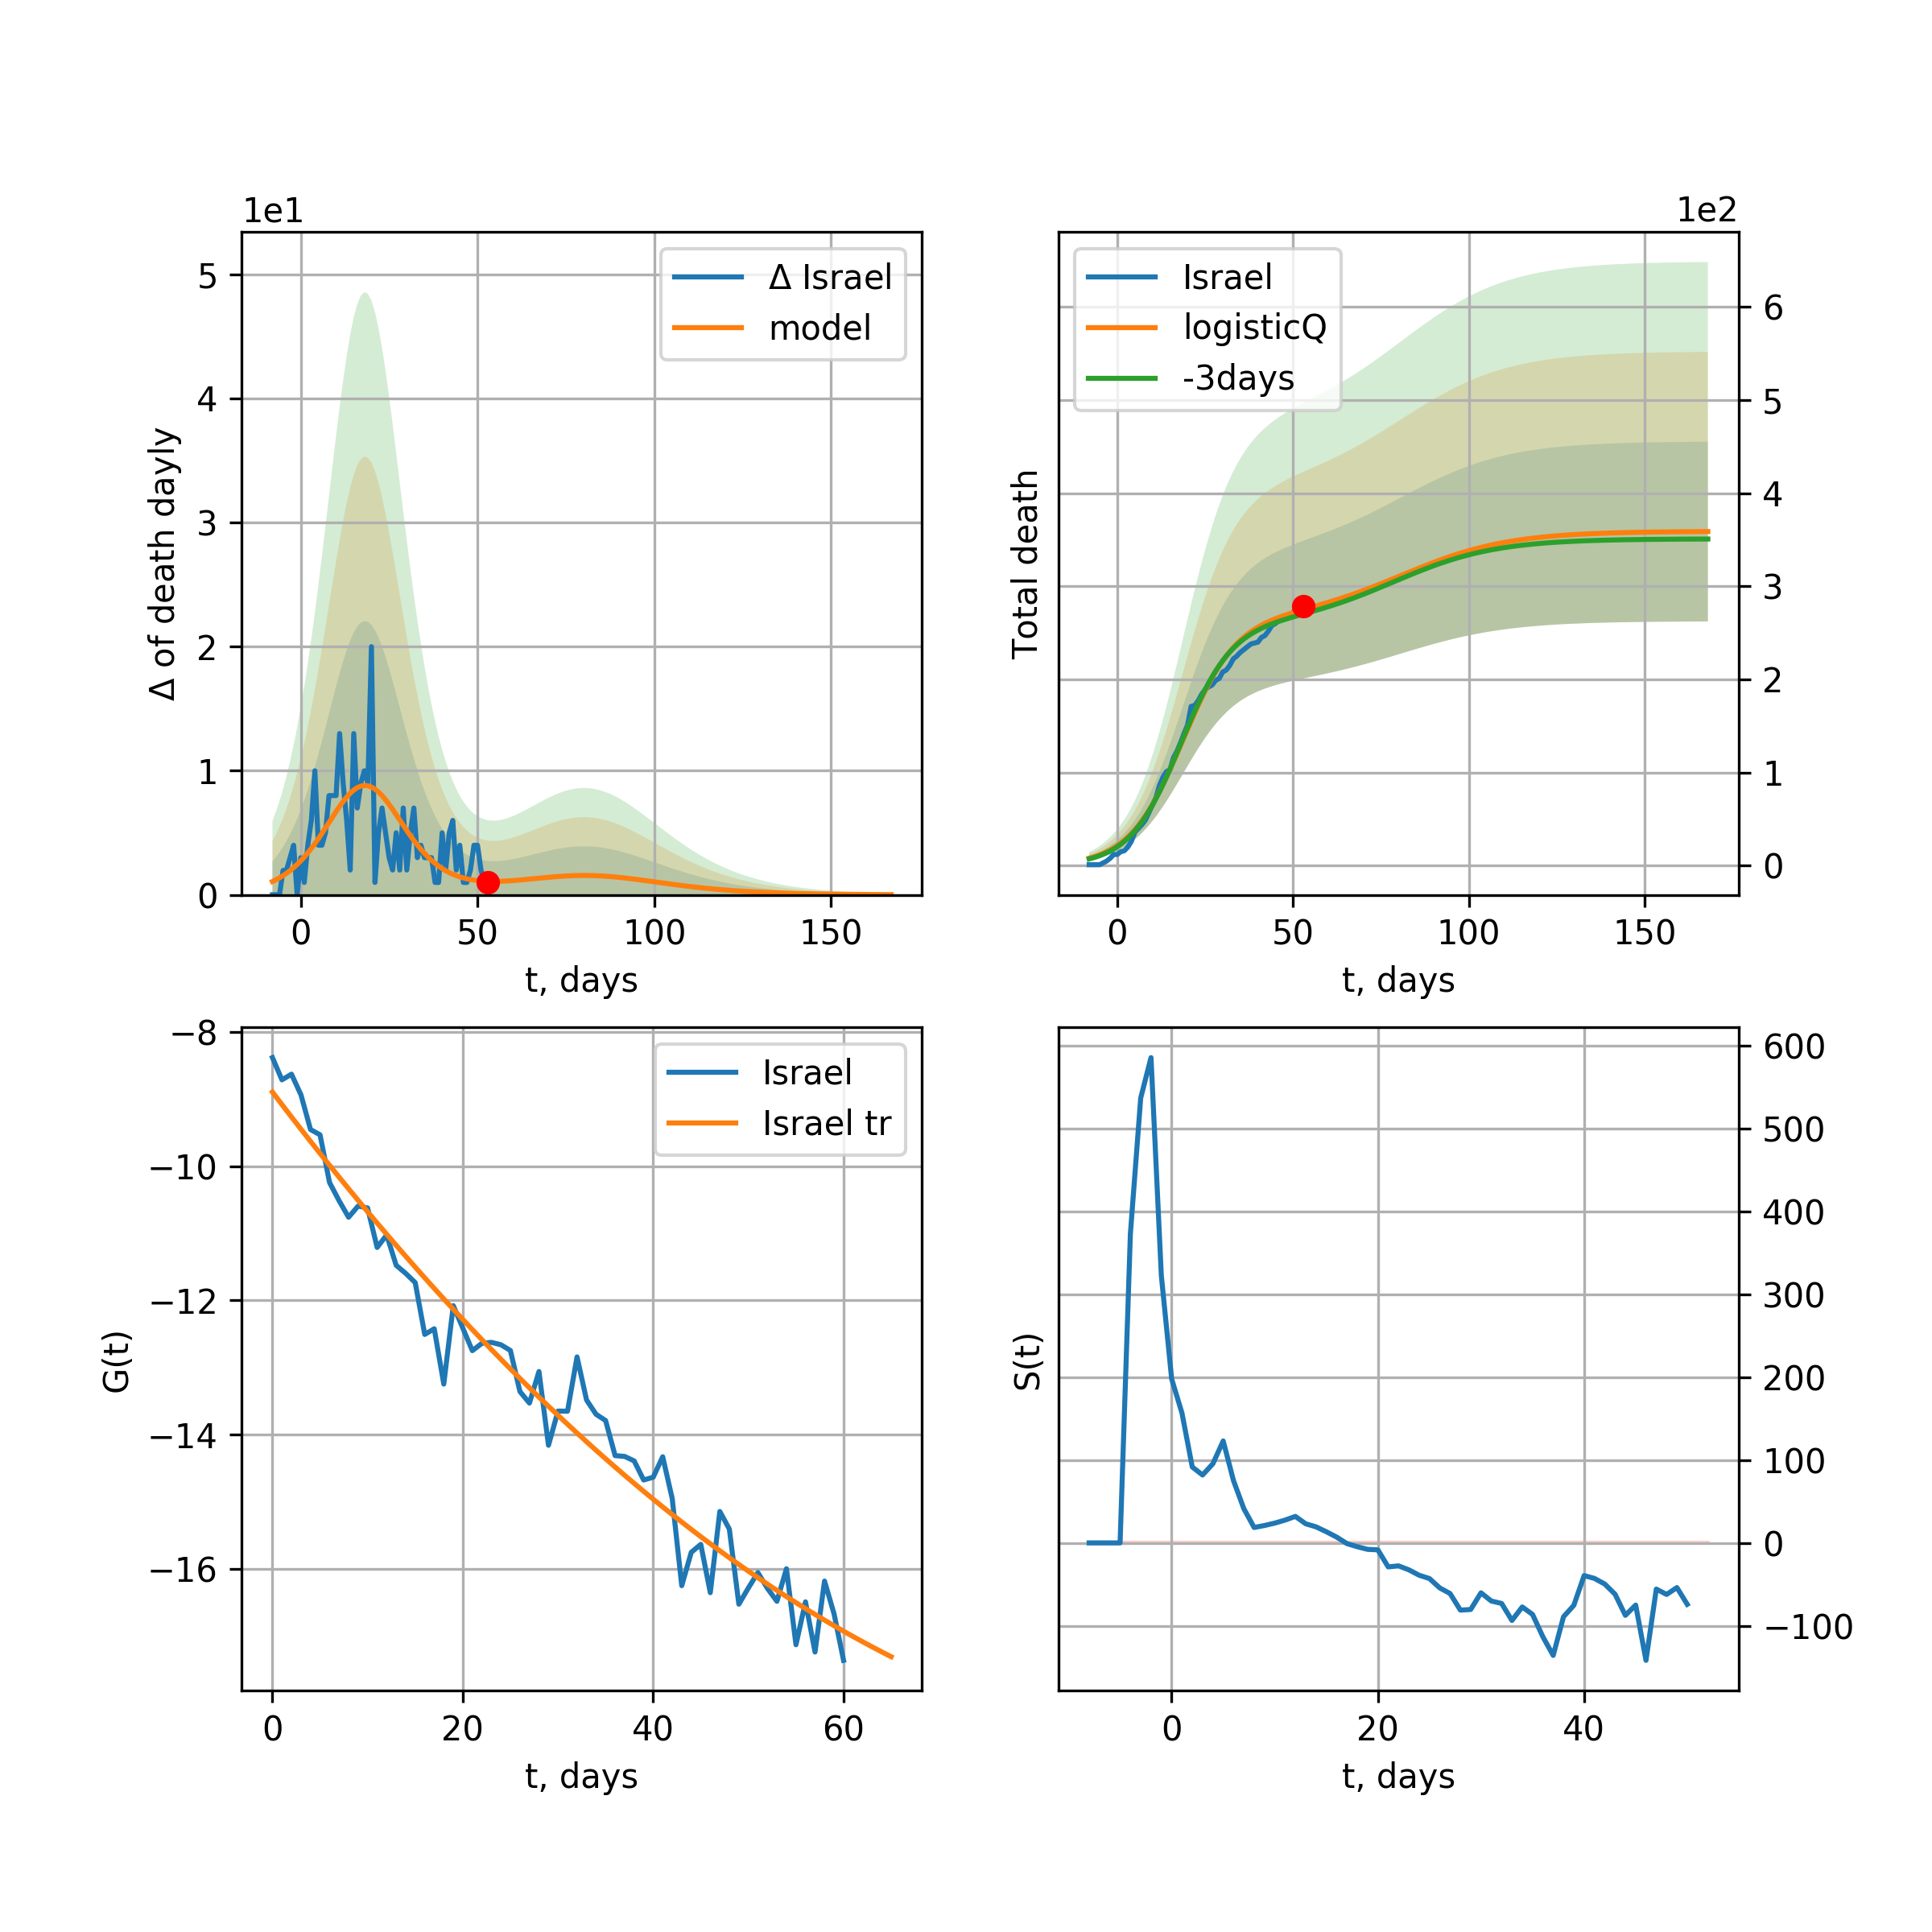 1e1
5
4
3
2
1
0
Δ of death dayly
Δ Israel
model
0 50 100 150
t, days
1e2
Total death
Israel
logisticQ
-3days
6
5
4
3
2
1
0
0 50 100 150
t, days
−8
−10
−12
−14
−16
G(t)
Israel
Israel tr
0 20 40 60
t, days
S(t)
600
500
400
300
200
100
0
−100
0 20 40
t, days